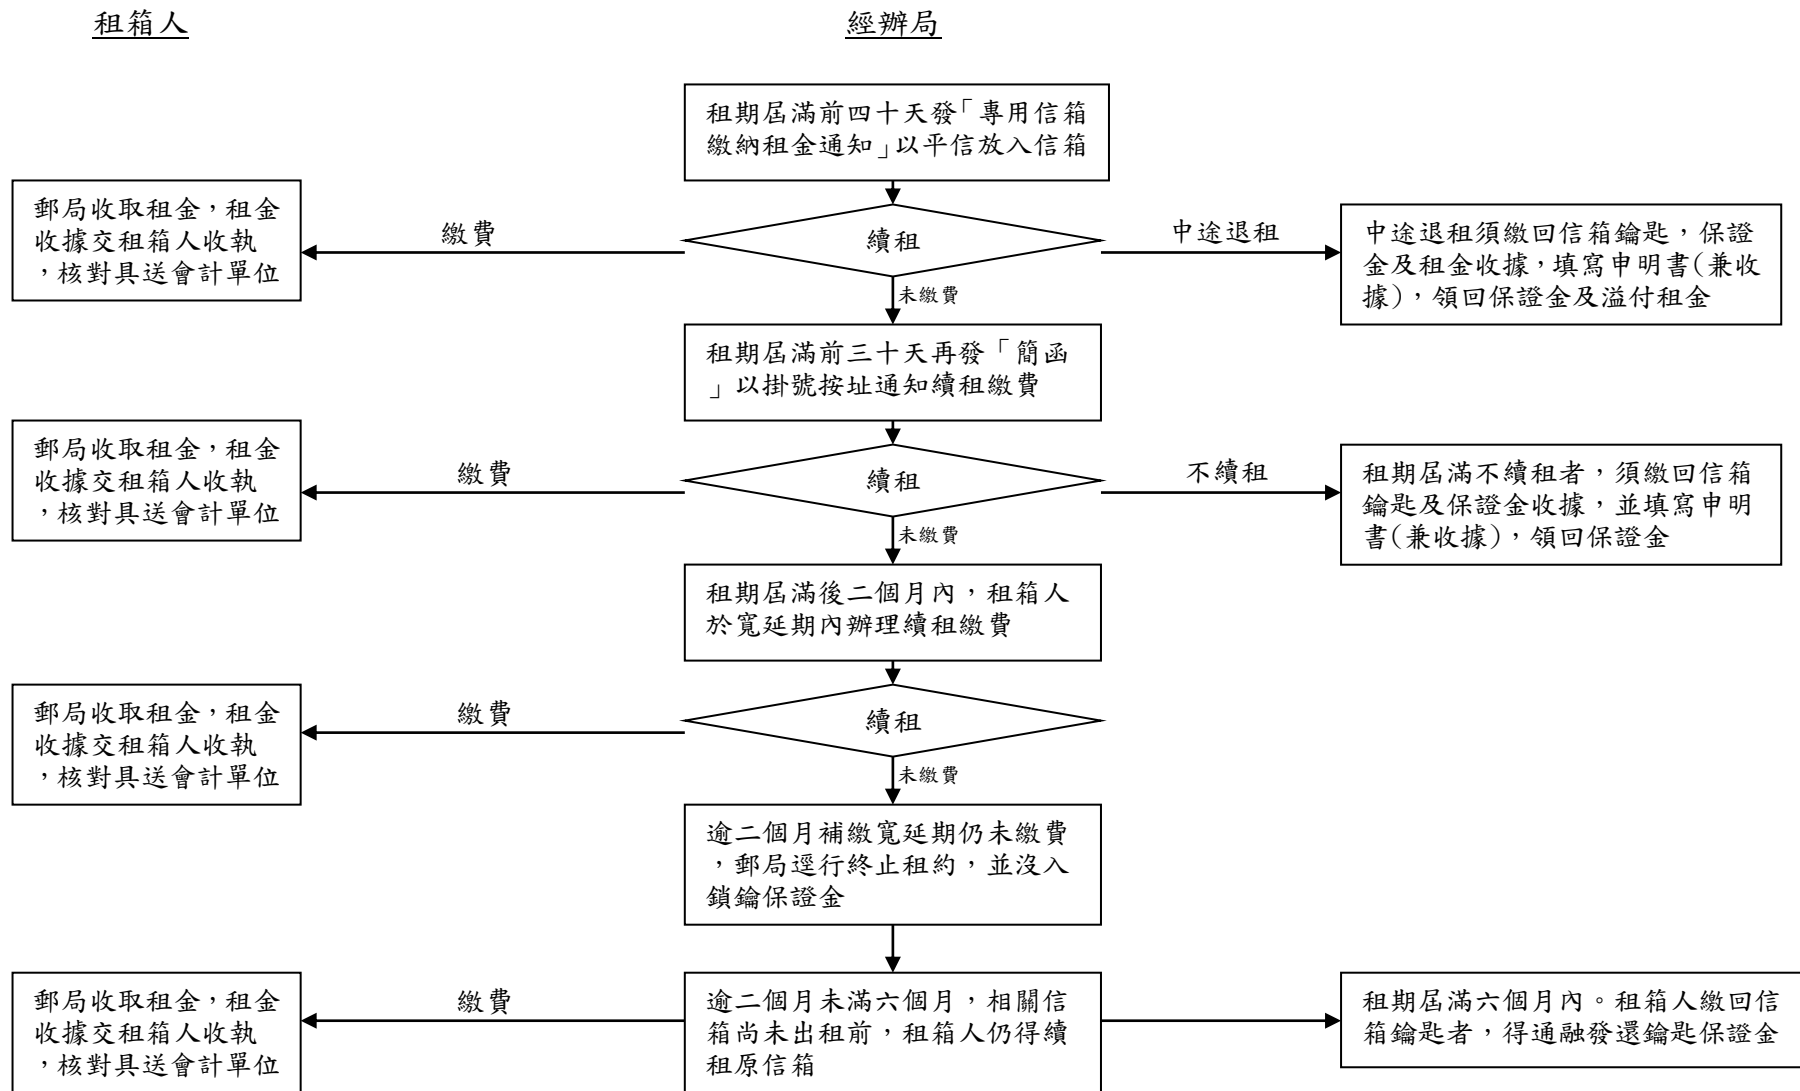 租箱人
經辦局
租期屆滿前四十天發「專用信箱
繳納租金通知」以平信放入信箱
郵局收取租金，租金
收據交租箱人收執
，核對具送會計單位
繳費
續租
中途退租
中途退租須繳回信箱鑰匙，保證
金及租金收據，填寫申明書(兼收
據)，領回保證金及溢付租金
未繳費
租期屆滿前三十天再發「簡函
」以掛號按址通知續租繳費
郵局收取租金，租金
收據交租箱人收執
，核對具送會計單位
繳費
續租
不續租
租期屆滿不續租者，須繳回信箱
鑰匙及保證金收據，並填寫申明
書(兼收據)，領回保證金
未繳費
租期屆滿後二個月內，租箱人
於寬延期內辦理續租繳費
郵局收取租金，租金
收據交租箱人收執
，核對具送會計單位
繳費
續租
未繳費
逾二個月補繳寬延期仍未繳費
，郵局逕行終止租約，並沒入
鎖鑰保證金
郵局收取租金，租金
收據交租箱人收執
，核對具送會計單位
繳費
逾二個月未滿六個月，相關信
箱尚未出租前，租箱人仍得續
租原信箱
租期屆滿六個月內。租箱人繳回信
箱鑰匙者，得通融發還鑰匙保證金